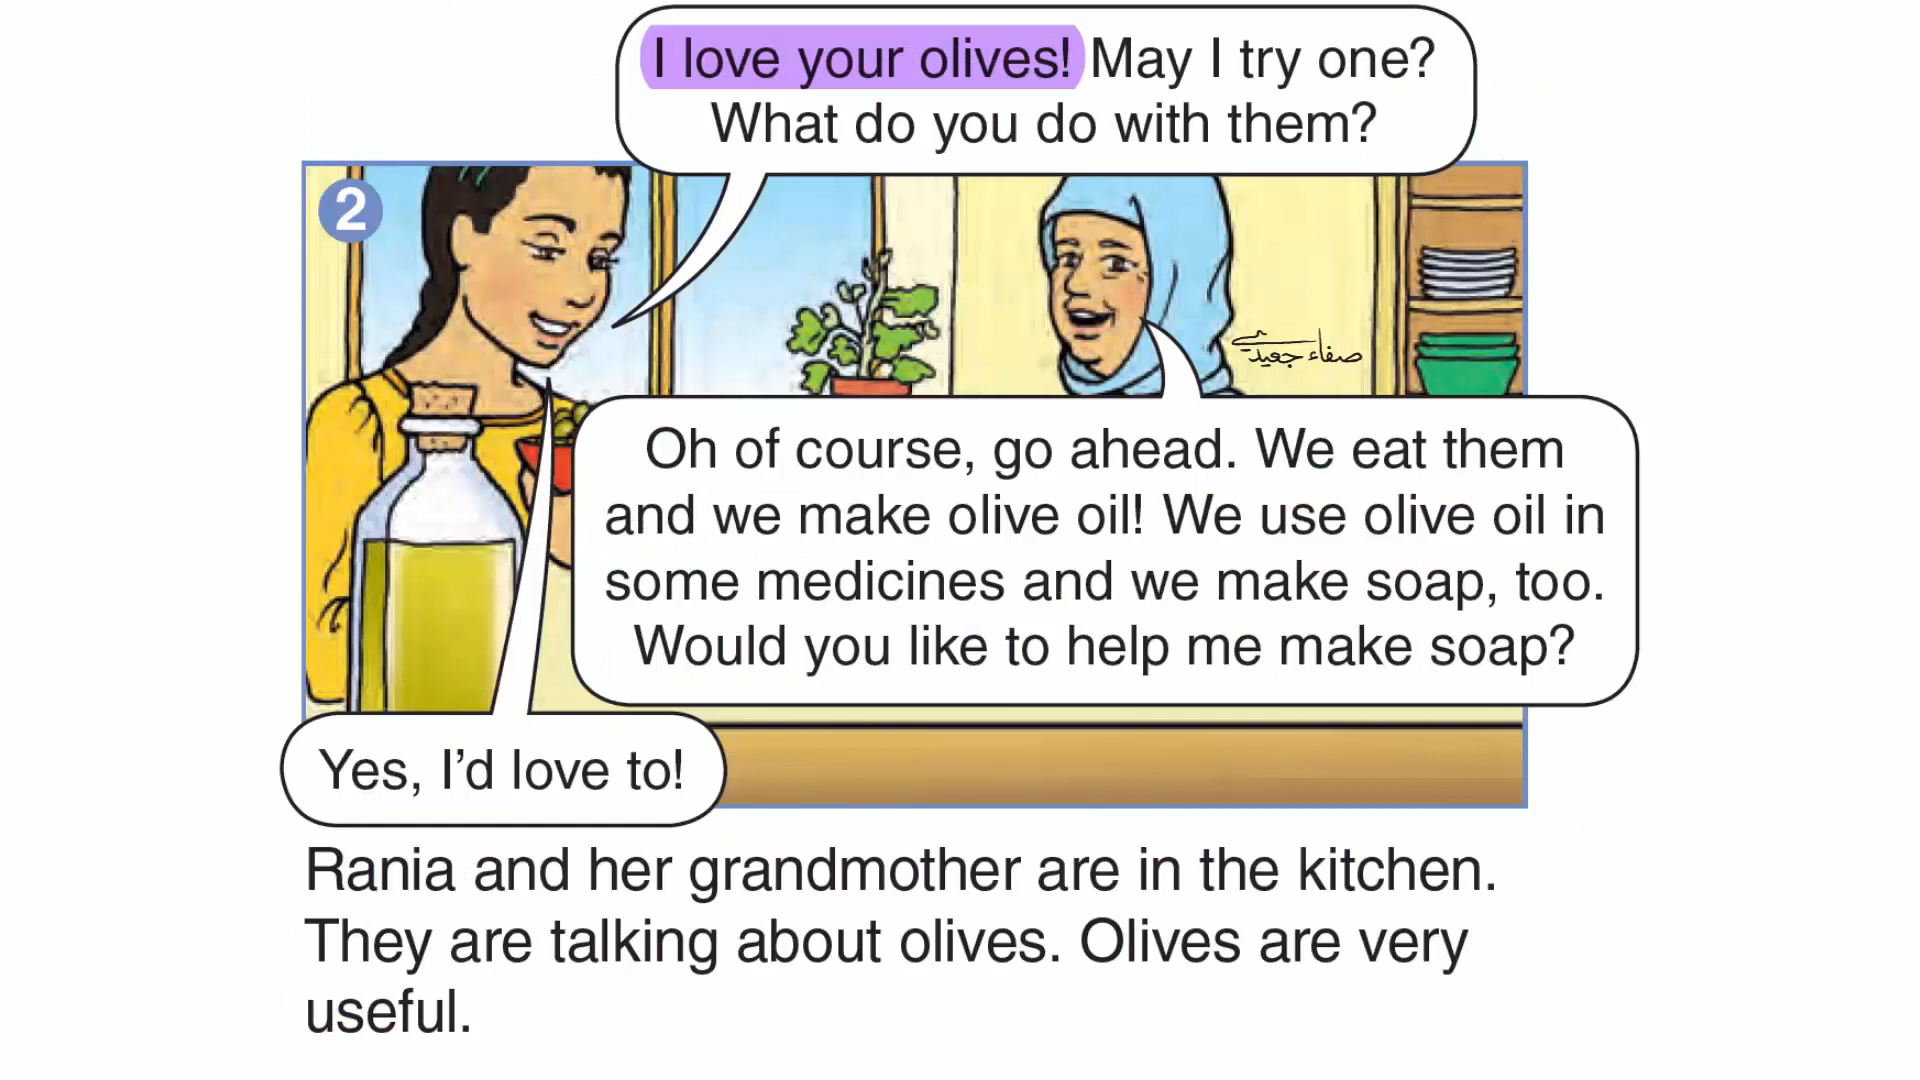 I love your olives! May I try one?
What do you do with them?
2
صفاء جعيدي
Oh of course, go ahead. We eat them
and we make olive oil! We use olive oil in
some medicines and we make soap, too.
Would you like to help me make soap?
Yes, I’d love to!
Rania and her grandmother are in the kitchen.
They are talking about olives. Olives are very
useful.